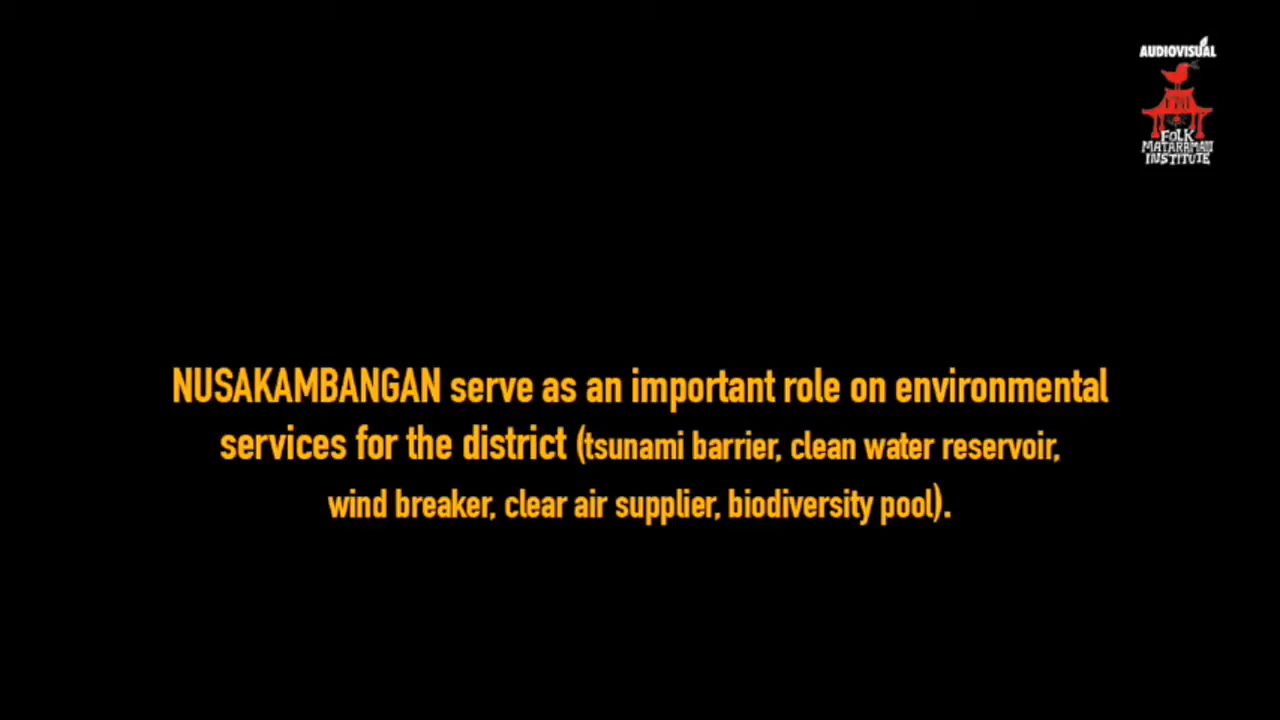 AUDIOVISUAL
FOLK
MATARAMAN
INSTITUTE
NUSAKAMBANGAN serve as an important role on environmental
services for the district (tsunami barrier, clean water reservoir,
wind breaker, clear air supplier, biodiversity pool).